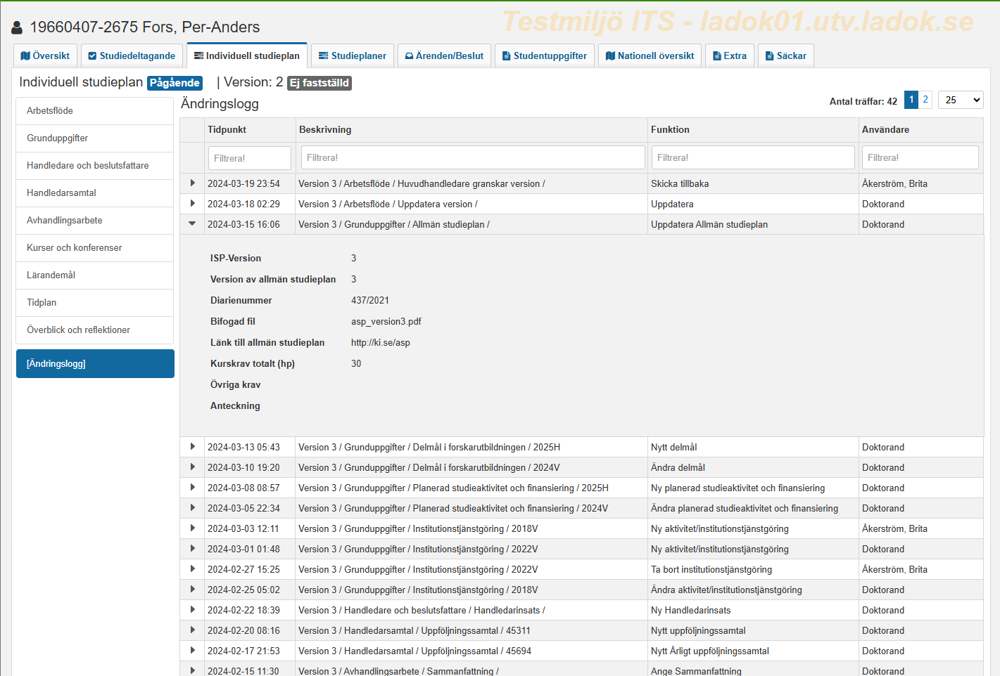 Testmiljö ITS - ladok01.utv.ladok.se
19660407-2675 Fors, Per-Anders
Översikt Studiedeltagande Individuell studieplan Studieplaner Ärenden/Beslut Studentuppgifter Nationell översikt Extra Säckar
Individuell studieplan Pågående | Version: 2 Ej fastställd
Arbetsflöde
Grunduppgifter
Handledare och beslutsfattare
Handledarsamtal
Avhandlingsarbete
Kurser och konferenser
Lärandemål
Tidplan
Överblick och reflektioner
[Ändringslogg]
Ändringslogg
Antal träffar: 42 1 2 25
Tidpunkt Beskrivning Funktion Användare
Filtrera! Filtrera! Filtrera! Filtrera!
2024-03-19 23:54 Version 3 / Arbetsflöde / Huvudhandledare granskar version / Skicka tillbaka Åkerström, Brita
2024-03-18 02:29 Version 3 / Arbetsflöde / Uppdatera version / Uppdatera Doktorand
2024-03-15 16:06 Version 3 / Grunduppgifter / Allmän studieplan / Uppdatera Allmän studieplan Doktorand
ISP-Version 3
Version av allmän studieplan 3
Diarienummer 437/2021
Bifogad fil asp_version3.pdf
Länk till allmän studieplan http://ki.se/asp
Kurskrav totalt (hp) 30
Övriga krav
Anteckning
2024-03-13 05:43 Version 3 / Grunduppgifter / Delmål i forskarutbildningen / 2025H Nytt delmål Doktorand
2024-03-10 19:20 Version 3 / Grunduppgifter / Delmål i forskarutbildningen / 2024V Ändra delmål Doktorand
2024-03-08 08:57 Version 3 / Grunduppgifter / Planerad studieaktivitet och finansiering / 2025H Ny planerad studieaktivitet och finansiering Doktorand
2024-03-05 22:34 Version 3 / Grunduppgifter / Planerad studieaktivitet och finansiering / 2024V Ändra planerad studieaktivitet och finansiering Doktorand
2024-03-03 12:11 Version 3 / Grunduppgifter / Institutionstjänstgöring / 2018V Ny aktivitet/institutionstjänstgöring Åkerström, Brita
2024-03-01 01:48 Version 3 / Grunduppgifter / Institutionstjänstgöring / 2022V Ny aktivitet/institutionstjänstgöring Doktorand
2024-02-27 15:25 Version 3 / Grunduppgifter / Institutionstjänstgöring / 2022V Ta bort institutionstjänstgöring Åkerström, Brita
2024-02-25 05:02 Version 3 / Grunduppgifter / Institutionstjänstgöring / 2018V Ändra aktivitet/institutionstjänstgöring Doktorand
2024-02-22 18:39 Version 3 / Handledare och beslutsfattare / Handledarinsats / Ny Handledarinsats Doktorand
2024-02-20 08:16 Version 3 / Handledarsamtal / Uppföljningssamtal / 45311 Nytt uppföljningssamtal Doktorand
2024-02-17 21:53 Version 3 / Handledarsamtal / Uppföljningssamtal / 45694 Nytt Årligt uppföljningssamtal Doktorand
2024-02-15 11:30 Version 3 / Avhandlingsarbete / Sammanfattning / Ange Sammanfattning Doktorand